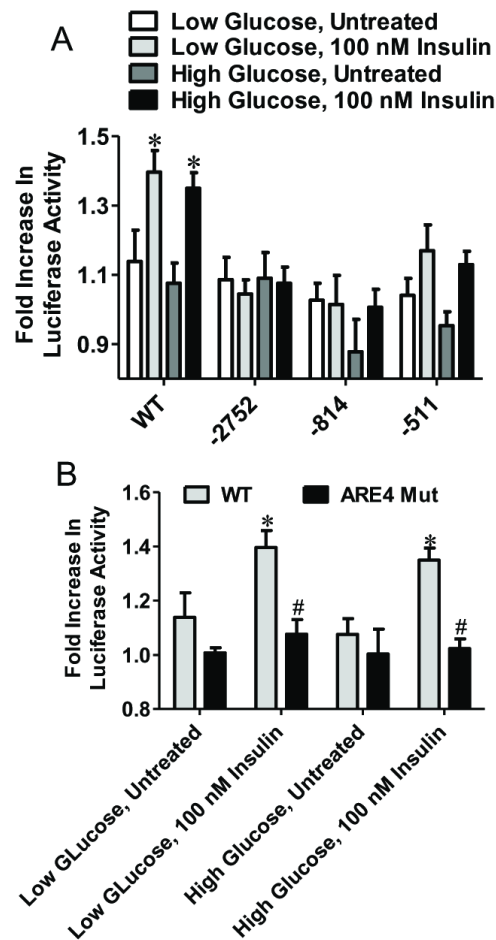 A
Low Glucose, Untreated
Low Glucose, 100 nM Insulin
High Glucose, Untreated
High Glucose, 100 nM Insulin
Fold Increase In
Luciferase Activity
1.5
1.3
1.1
0.9
* *
WT
-2752
-814
-511
B
WT
ARE4 Mut
Fold Increase In
Luciferase Activity
1.6
1.4
1.2
1.0
0.8
* # * #
Low GLucose, Untreated
Low GLucose, 100 nM Insulin
High Glucose, Untreated
High Glucose, 100 nM Insulin